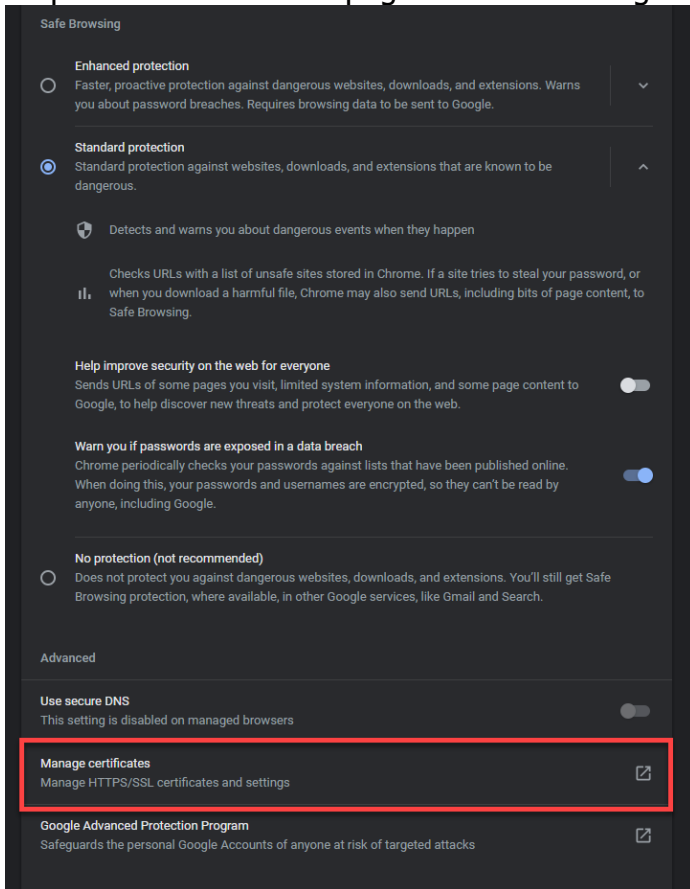 Safe Browsing
Enhanced protection
Faster, proactive protection against dangerous websites, downloads, and extensions. Warns
you about password breaches. Requires browsing data to be sent to Google.
Standard protection
Standard protection against websites, downloads, and extensions that are known to be
dangerous.
Detects and warns you about dangerous events when they happen
Checks URLs with a list of unsafe sites stored in Chrome. If a site tries to steal your password, or
when you download a harmful file, Chrome may also send URLs, including bits of page content, to
Safe Browsing.
Help improve security on the web for everyone
Sends URLs of some pages you visit, limited system information, and some page content to
Google, to help discover new threats and protect everyone on the web.
Warn you if passwords are exposed in a data breach
Chrome periodically checks your passwords against lists that have been published online.
When doing this, your passwords and usernames are encrypted, so they can't be read by
anyone, including Google.
No protection (not recommended)
Does not protect you against dangerous websites, downloads, and extensions. You'll still get Safe
Browsing protection, where available, in other Google services, like Gmail and Search.
Advanced
Use secure DNS
This setting is disabled on managed browsers
Manage certificates
Manage HTTPS/SSL certificates and settings
Google Advanced Protection Program
Safeguards the personal Google Accounts of anyone at risk of targeted attacks